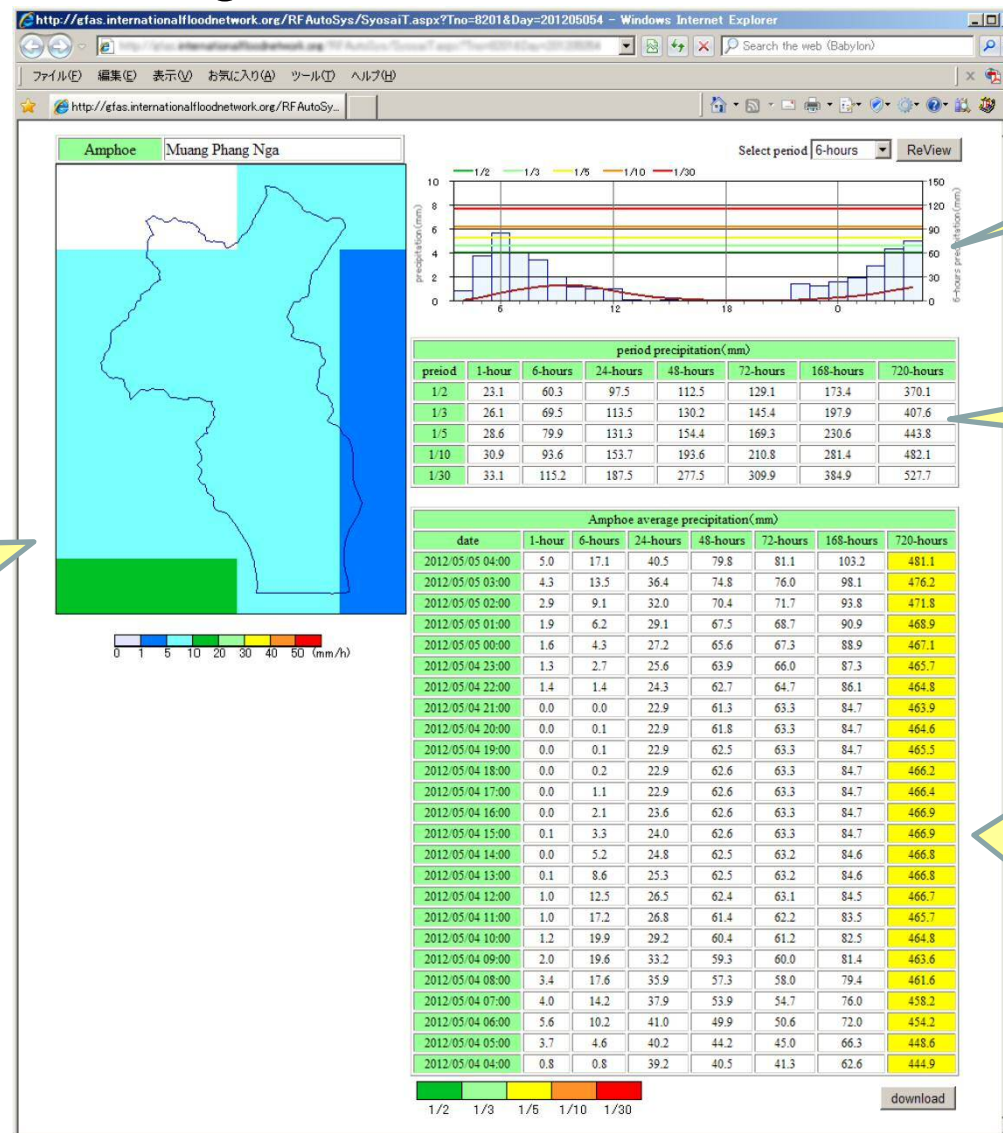 http://gfas.internationalfloodnetwork.org/RFAutoSys/SyosaiT.aspx?Tno=8201&Day=201205054 - Windows Internet Explorer
Search the web (Babylon)
ファイル(F) 編集(E) 表示(V) お気に入り(A) ツール(T) ヘルプ(H)
http://gfas.internationalfloodnetwork.org/RFAutoSy...
Amphoe Muang Phang Nga
Select period 6-hours ReView
1/2 1/3 1/5 1/10 1/30
10 150
8 120
6 90
4 60
2 30
0 0
precipitation(mm)
6-hours precipitation(mm)
6 12 18 0
0 1 5 10 20 30 40 50 (mm/h)
period precipitation(mm)
preiod 1-hour 6-hours 24-hours 48-hours 72-hours 168-hours 720-hours
1/2 23.1 60.3 97.5 112.5 129.1 173.4 370.1
1/3 26.1 69.5 113.5 130.2 145.4 197.9 407.6
1/5 28.6 79.9 131.3 154.4 169.3 230.6 443.8
1/10 30.9 93.6 153.7 193.6 210.8 281.4 482.1
1/30 33.1 115.2 187.5 277.5 309.9 384.9 527.7
Amphoe average precipitation(mm)
date 1-hour 6-hours 24-hours 48-hours 72-hours 168-hours 720-hours
2012/05/05 04:00 5.0 17.1 40.5 79.8 81.1 103.2 481.1
2012/05/05 03:00 4.3 13.5 36.4 74.8 76.0 98.1 476.2
2012/05/05 02:00 2.9 9.1 32.0 70.4 71.7 93.8 471.8
2012/05/05 01:00 1.9 6.2 29.1 67.5 68.7 90.9 468.9
2012/05/05 00:00 1.6 4.3 27.2 65.6 67.3 88.9 467.1
2012/05/04 23:00 1.3 2.7 25.6 63.9 66.0 87.3 465.7
2012/05/04 22:00 1.4 1.4 24.3 62.7 64.7 86.1 464.8
2012/05/04 21:00 0.0 0.0 22.9 61.3 63.3 84.7 463.9
2012/05/04 20:00 0.0 0.1 22.9 61.8 63.3 84.7 464.6
2012/05/04 19:00 0.0 0.1 22.9 62.5 63.3 84.7 465.5
2012/05/04 18:00 0.0 0.2 22.9 62.6 63.3 84.7 466.2
2012/05/04 17:00 0.0 1.1 22.9 62.6 63.3 84.7 466.4
2012/05/04 16:00 0.0 2.1 23.6 62.6 63.3 84.7 466.9
2012/05/04 15:00 0.1 3.3 24.0 62.6 63.3 84.7 466.9
2012/05/04 14:00 0.0 5.2 24.8 62.5 63.2 84.6 466.8
2012/05/04 13:00 0.1 8.6 25.3 62.5 63.2 84.6 466.8
2012/05/04 12:00 1.0 12.5 26.5 62.4 63.1 84.5 466.7
2012/05/04 11:00 1.0 17.2 26.8 61.4 62.2 83.5 465.7
2012/05/04 10:00 1.2 19.9 29.2 60.4 61.2 82.5 464.8
2012/05/04 09:00 2.0 19.6 33.2 59.3 60.0 81.4 463.6
2012/05/04 08:00 3.4 17.6 35.9 57.3 58.0 79.4 461.6
2012/05/04 07:00 4.0 14.2 37.9 53.9 54.7 76.0 458.2
2012/05/04 06:00 5.6 10.2 41.0 49.9 50.6 72.0 454.2
2012/05/04 05:00 3.7 4.6 40.2 44.2 45.0 66.3 448.6
2012/05/04 04:00 0.8 0.8 39.2 40.5 41.3 62.6 444.9
1/2 1/3 1/5 1/10 1/30
download